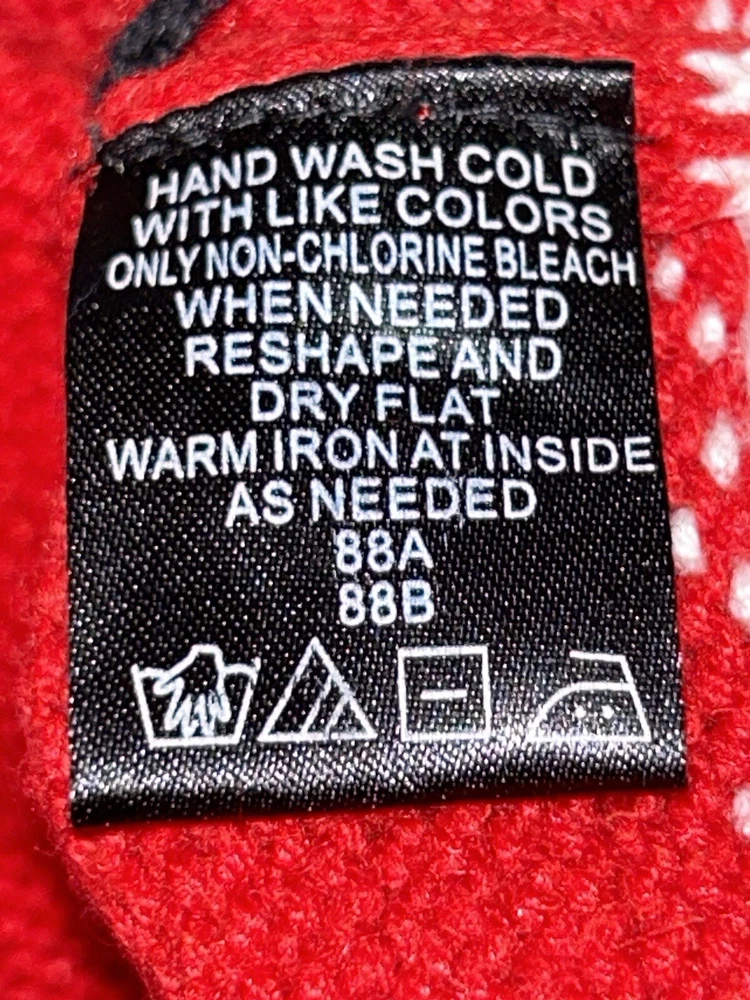 HAND WASH COLD
WITH LIKE COLORS
ONLY NON-CHLORINE BLEACH
WHEN NEEDED
RESHAPE AND
DRY FLAT
WARM IRON AT INSIDE
AS NEEDED
88A
88B